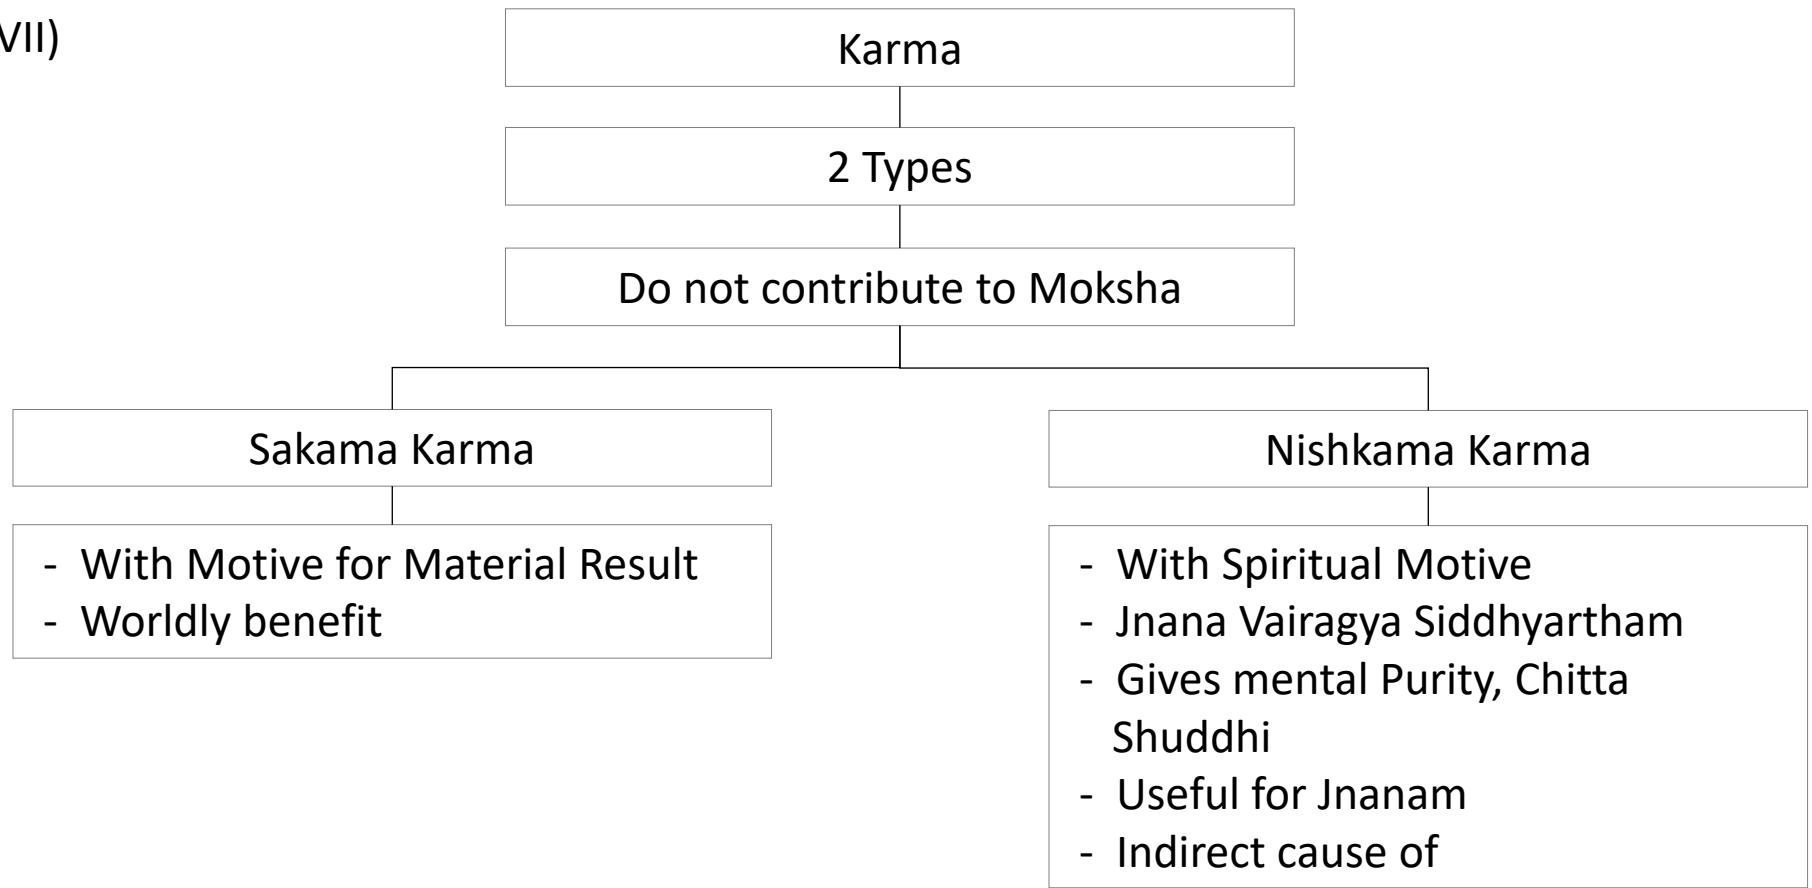 VII)
Karma
2 Types
Do not contribute to Moksha
Sakama Karma
Nishkama Karma
- With Motive for Material Result
- Worldly benefit
- With Spiritual Motive
- Jnana Vairagya Siddhyartham
- Gives mental Purity, Chitta
Shuddhi
- Useful for Jnanam
- Indirect cause of